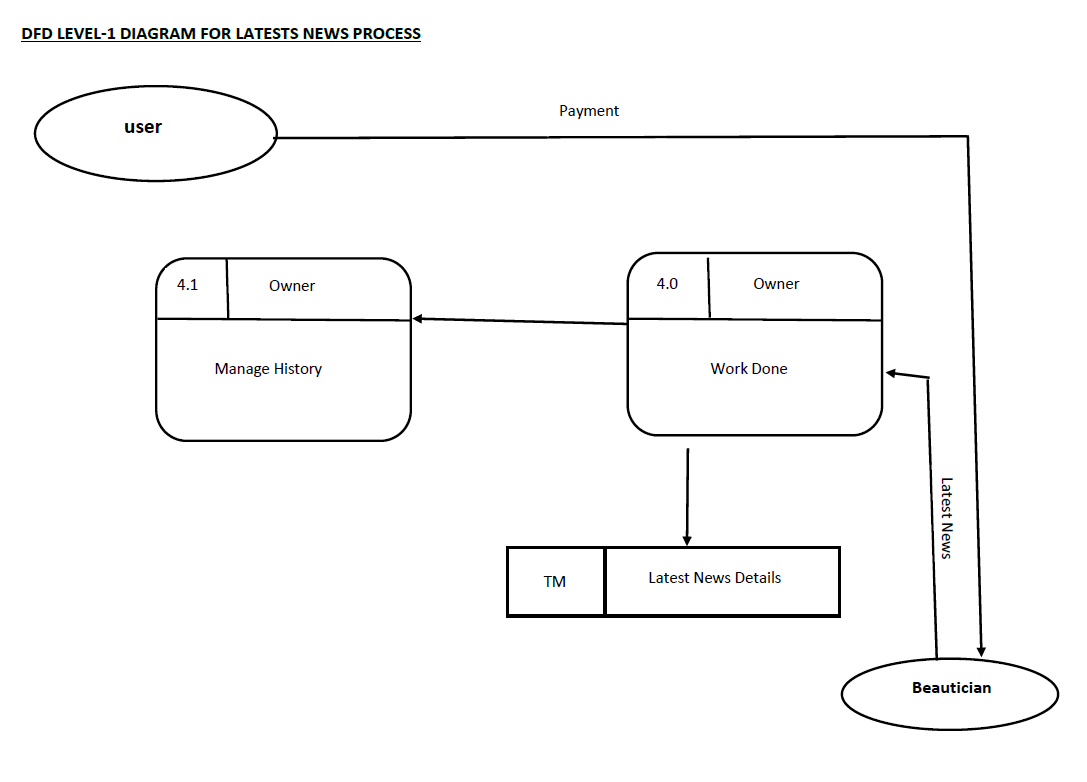 DFD LEVEL-1 DIAGRAM FOR LATESTS NEWS PROCESS
Payment
user
4.1
Owner
4.0
Owner
Manage History
Work Done
Latest News
TM
Latest News Details
Beautician